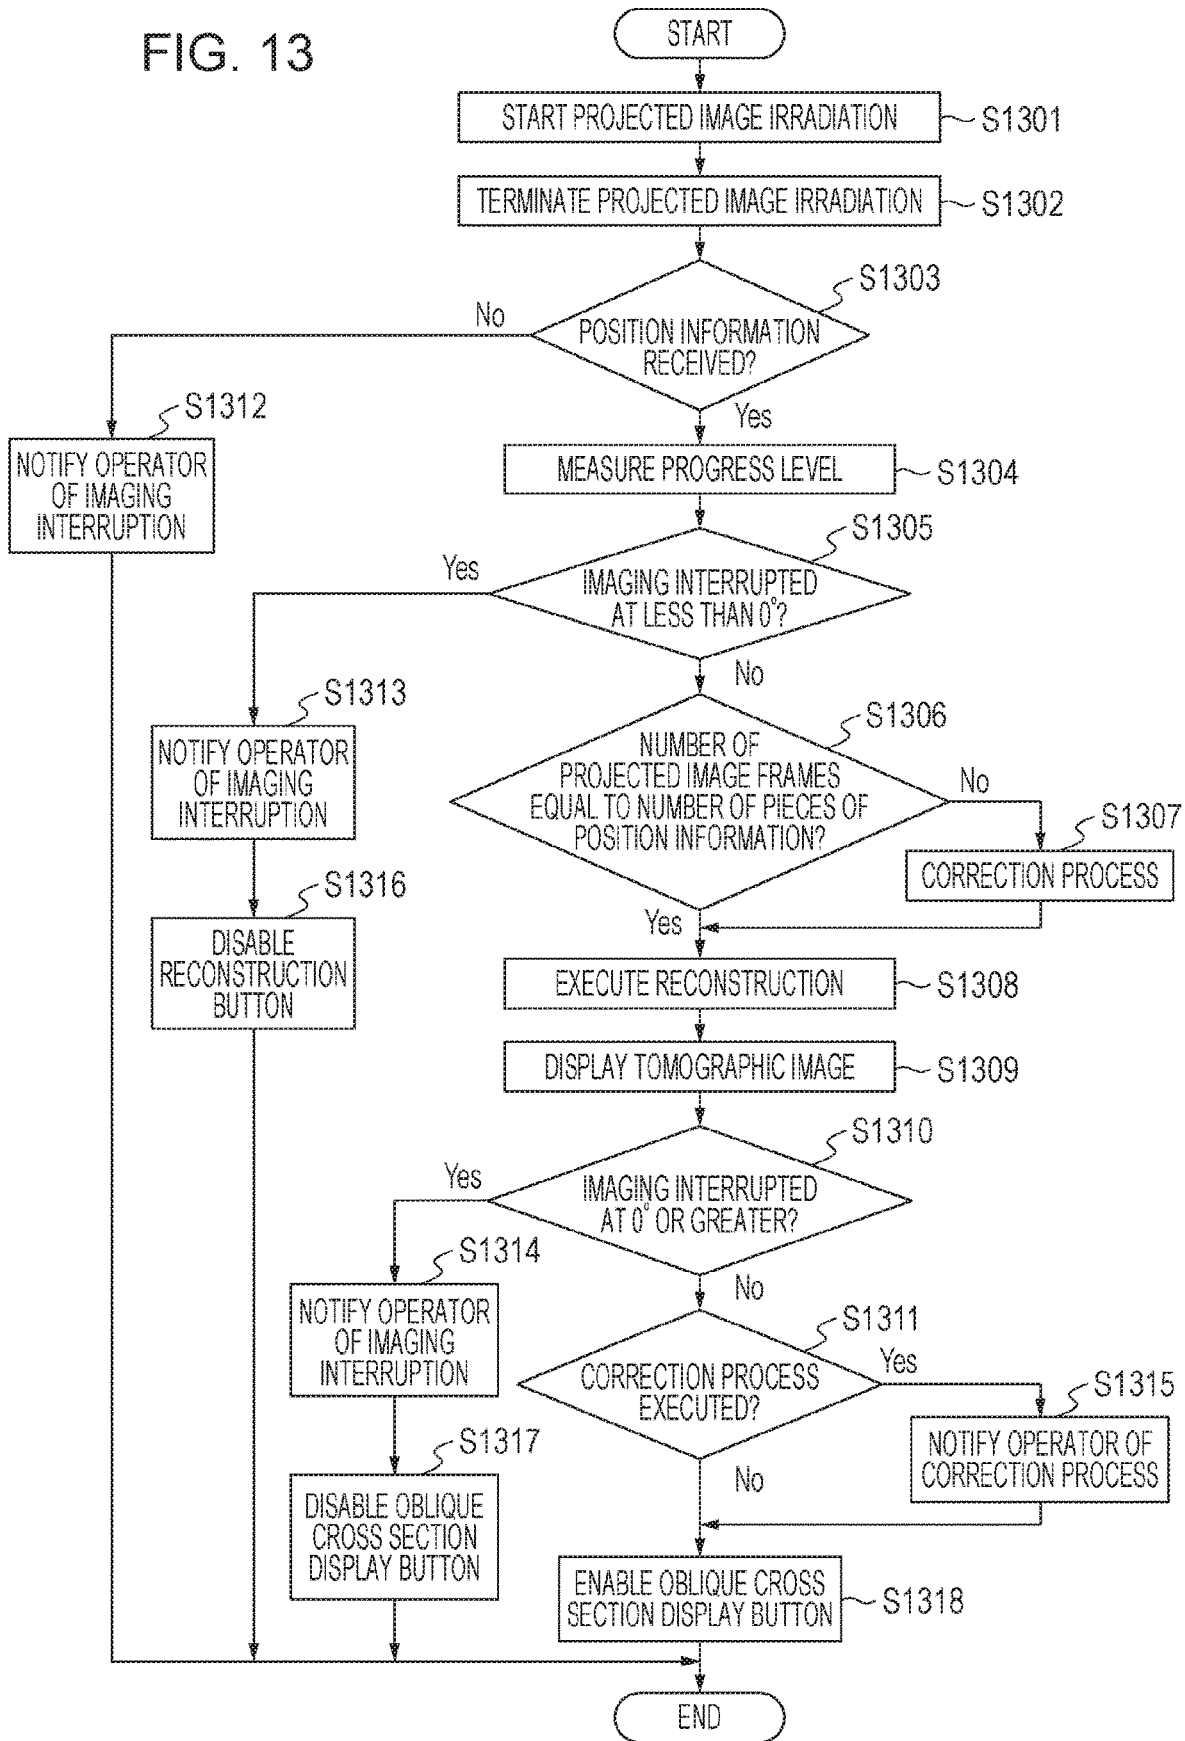 FIG. 13
START
START PROJECTED IMAGE IRRADIATION
S1301
TERMINATE PROJECTED IMAGE IRRADIATION
S1302
S1303
No
POSITION INFORMATION
RECEIVED?
Yes
S1312
NOTIFY OPERATOR
OF IMAGING
INTERRUPTION
MEASURE PROGRESS LEVEL
S1304
S1305
Yes
IMAGING INTERRUPTED
AT LESS THAN 0°?
No
S1313
NOTIFY OPERATOR
OF IMAGING
INTERRUPTION
S1306
NUMBER OF
PROJECTED IMAGE FRAMES
EQUAL TO NUMBER OF PIECES OF
POSITION INFORMATION?
No
S1307
CORRECTION PROCESS
Yes
S1316
DISABLE
RECONSTRUCTION
BUTTON
EXECUTE RECONSTRUCTION
S1308
DISPLAY TOMOGRAPHIC IMAGE
S1309
S1310
Yes
IMAGING INTERRUPTED
AT 0° OR GREATER?
No
S1314
NOTIFY OPERATOR
OF IMAGING
INTERRUPTION
S1311
CORRECTION PROCESS
EXECUTED?
Yes
S1315
NOTIFY OPERATOR OF
CORRECTION PROCESS
No
S1317
DISABLE OBLIQUE
CROSS SECTION
DISPLAY BUTTON
ENABLE OBLIQUE CROSS
SECTION DISPLAY BUTTON
S1318
END